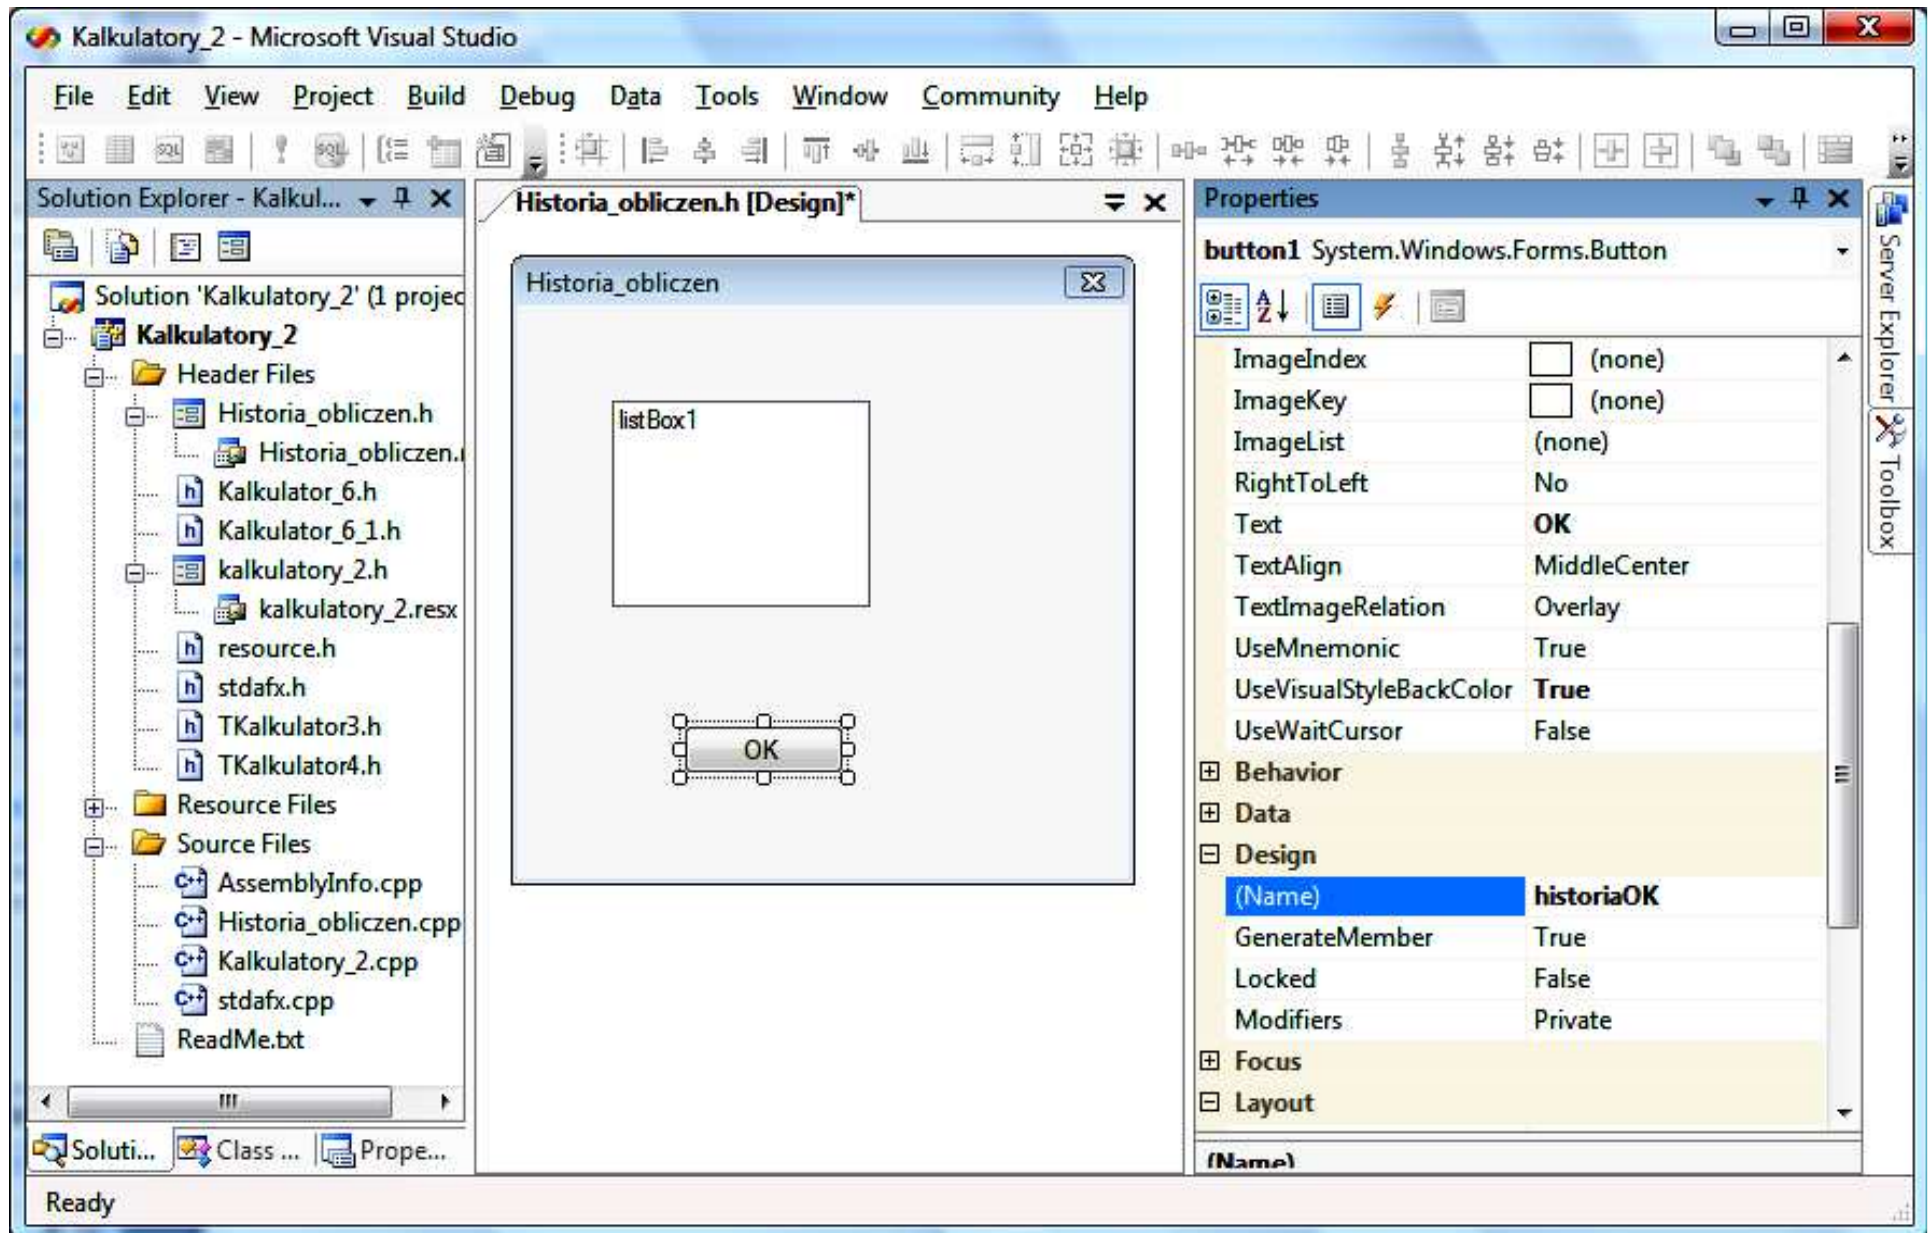 Kalkulatory_2 - Microsoft Visual Studio
File Edit View Project Build Debug Data Tools Window Community Help
Solution Explorer - Kalkul...
Solution 'Kalkulatory_2' (1 projec
Kalkulatory_2
Header Files
Historia_obliczen.h
Historia_obliczen.r
Kalkulator_6.h
Kalkulator_6_1.h
kalkulatory_2.h
kalkulatory_2.resx
resource.h
stdafx.h
TKalkulator3.h
TKalkulator4.h
Resource Files
Source Files
AssemblyInfo.cpp
Historia_obliczen.cpp
Kalkulatory_2.cpp
stdafx.cpp
ReadMe.txt
Soluti... Class ... Prope...
Historia_obliczen.h [Design]*
Historia_obliczen
listBox1
OK
Properties
button1 System.Windows.Forms.Button
ImageIndex (none)
ImageKey (none)
ImageList (none)
RightToLeft No
Text OK
TextAlign MiddleCenter
TextImageRelation Overlay
UseMnemonic True
UseVisualStyleBackColor True
UseWaitCursor False
Behavior
Data
Design
(Name) historiaOK
GenerateMember True
Locked False
Modifiers Private
Focus
Layout
(Name)
Server Explorer
Toolbox
Ready